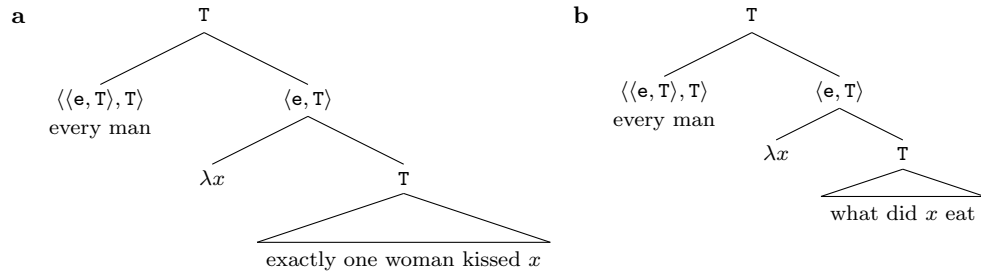 a
T
⟨⟨e, T⟩, T⟩ ⟨e, T⟩
every man
λx T
exactly one woman kissed x
b
T
⟨⟨e, T⟩, T⟩ ⟨e, T⟩
every man
λx T
what did x eat